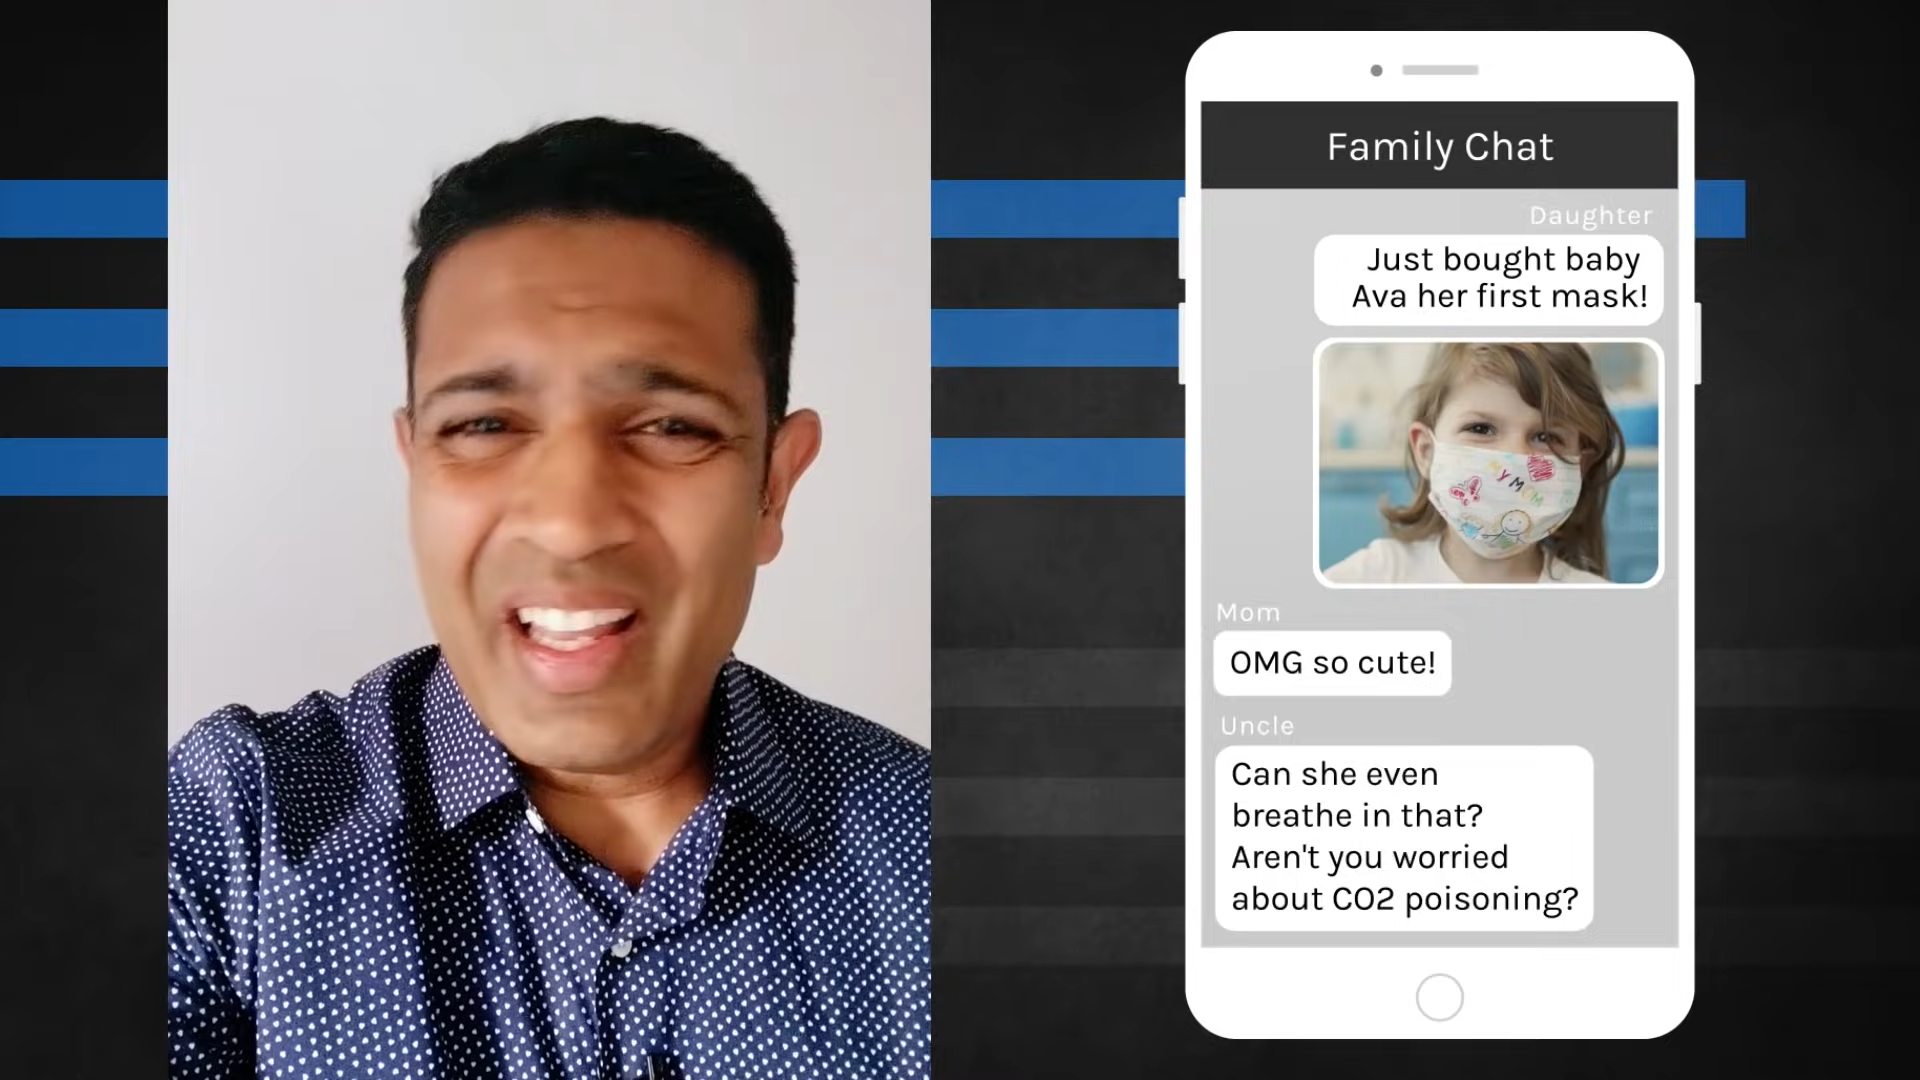 Family Chat
Daughter
Just bought baby
Ava her first mask!
Y MOM
Mom
OMG so cute!
Uncle
Can she even
breathe in that?
Aren't you worried
about CO2 poisoning?